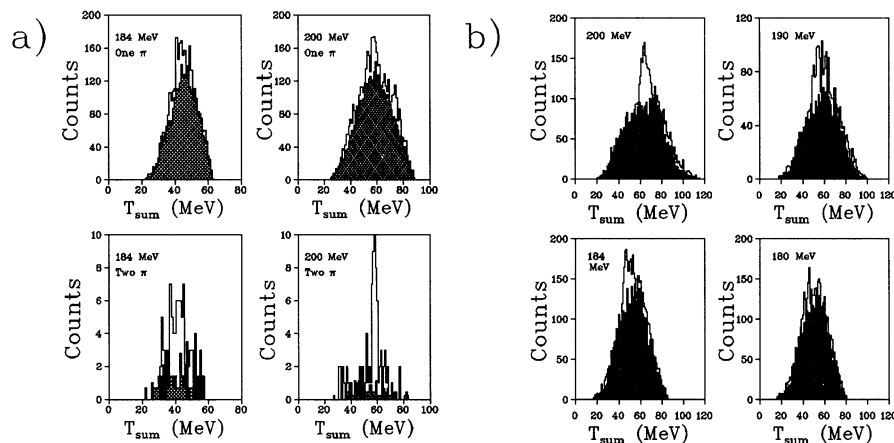 a)
200
160
120
80
40
0
Counts
184 MeV
One π
0 20 40 60 80
T_sum (MeV)
200
160
120
80
40
0
Counts
200 MeV
One π
0 20 40 60 80 100
T_sum (MeV)
10
8
6
4
2
0
Counts
184 MeV
Two π
0 20 40 60 80
T_sum (MeV)
10
8
6
4
2
0
Counts
200 MeV
Two π
0 20 40 60 80 100
T_sum (MeV)
b)
200
150
100
50
0
Counts
200 MeV
0 20 40 60 80 100 120
T_sum (MeV)
120
80
40
0
Counts
190 MeV
0 20 40 60 80 100 120
T_sum (MeV)
200
150
100
50
0
Counts
184
MeV
0 20 40 60 80 100 120
T_sum (MeV)
200
150
100
50
0
Counts
180 MeV
0 20 40 60 80 100 120
T_sum (MeV)